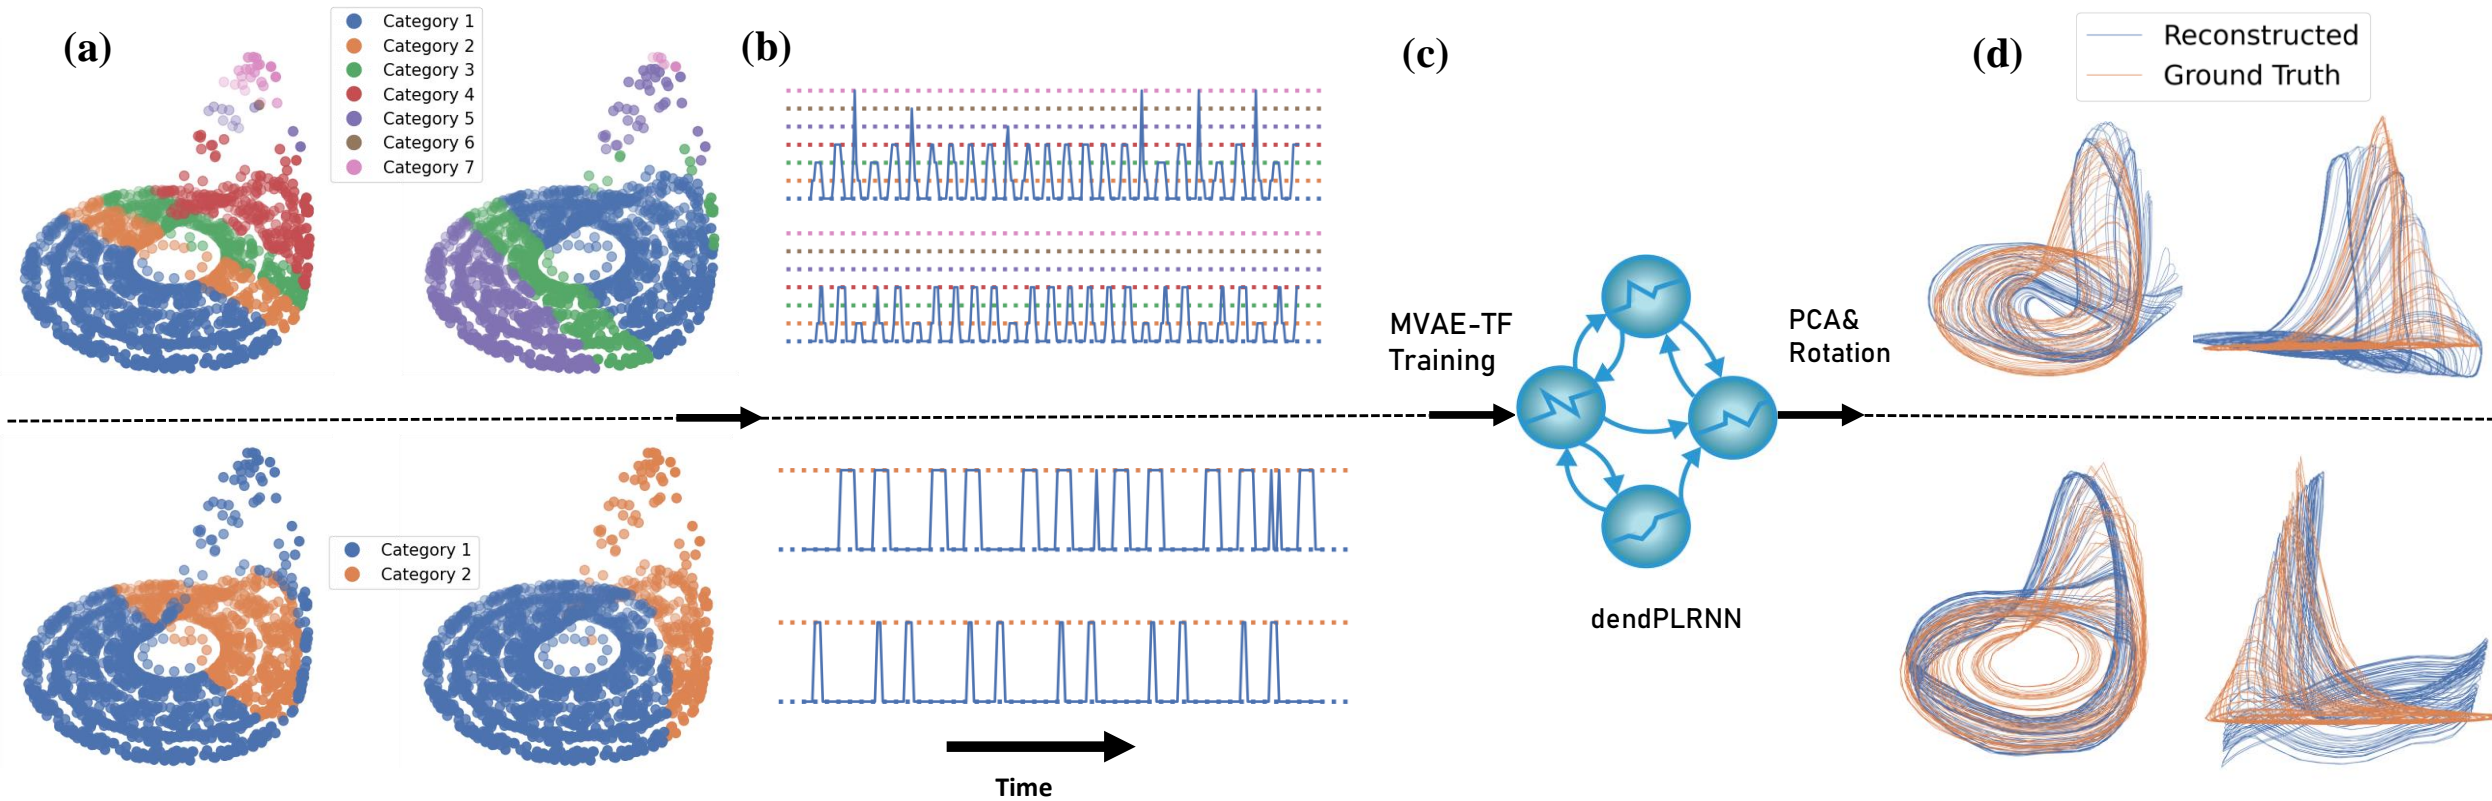 (a)
Category 1
Category 2
Category 3
Category 4
Category 5
Category 6
Category 7
Category 1
Category 2
(b)
Time
(c)
MVAE-TF
Training
dendPLRNN
PCA&
Rotation
(d)
Reconstructed
Ground Truth